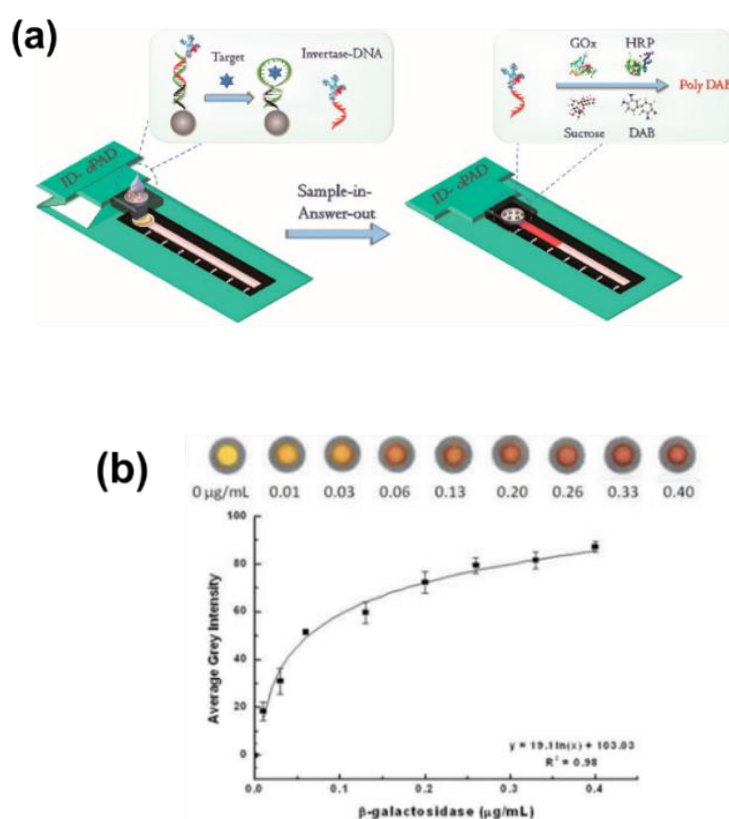 (a)
Target
Invertase-DNA
GOx
HRP
Poly DAB
Sucrose
DAB
ID- oPAD
Sample-in-
Answer-out
ID- oPAD
(b)
0 µg/mL 0.01 0.03 0.06 0.13 0.20 0.26 0.33 0.40
100
80
60
40
20
0
Average Grey Intensity
y = 19.1ln(x) + 103.03
R² = 0.98
0.0 0.1 0.2 0.3 0.4
β-galactosidase (µg/mL)